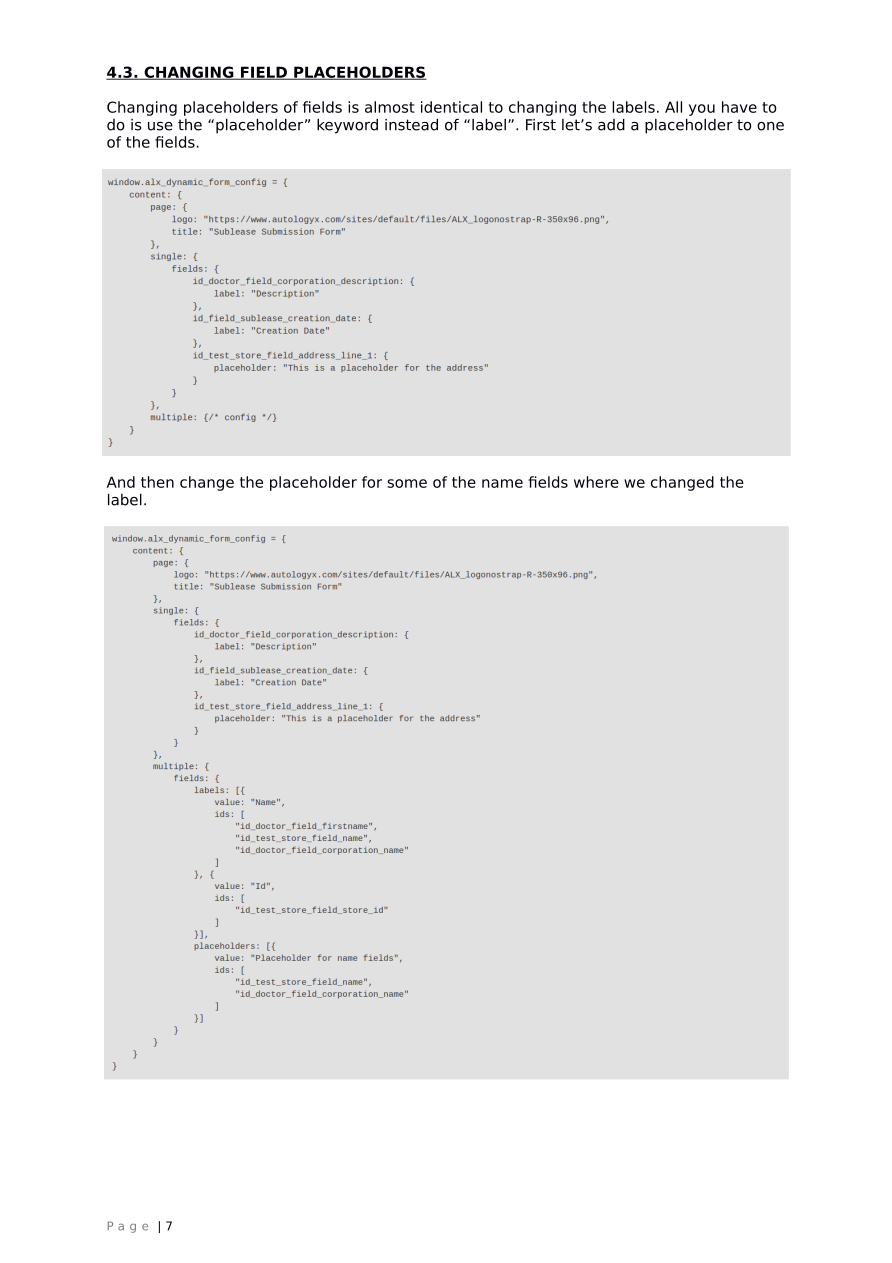 4.3. CHANGING FIELD PLACEHOLDERS
Changing placeholders of fields is almost identical to changing the labels. All you have to
do is use the “placeholder” keyword instead of “label”. First let’s add a placeholder to one
of the fields.
window.alx_dynamic_form_config = {
    content: {
        page: {
            logo: "https://www.autologyx.com/sites/default/files/ALX_logonostrap-R-350x96.png",
            title: "Sublease Submission Form"
        },
        single: {
            fields: {
                id_doctor_field_corporation_description: {
                    label: "Description"
                },
                id_field_sublease_creation_date: {
                    label: "Creation Date"
                },
                id_test_store_field_address_line_1: {
                    placeholder: "This is a placeholder for the address"
                }
            }
        },
        multiple: {/* config */}
    }
}
And then change the placeholder for some of the name fields where we changed the
label.
window.alx_dynamic_form_config = {
    content: {
        page: {
            logo: "https://www.autologyx.com/sites/default/files/ALX_logonostrap-R-350x96.png",
            title: "Sublease Submission Form"
        },
        single: {
            fields: {
                id_doctor_field_corporation_description: {
                    label: "Description"
                },
                id_field_sublease_creation_date: {
                    label: "Creation Date"
                },
                id_test_store_field_address_line_1: {
                    placeholder: "This is a placeholder for the address"
                }
            }
        },
        multiple: {
            fields: {
                labels: [{
                    value: "Name",
                    ids: [
                        "id_doctor_field_firstname",
                        "id_test_store_field_name",
                        "id_doctor_field_corporation_name"
                    ]
                }, {
                    value: "Id",
                    ids: [
                        "id_test_store_field_store_id"
                    ]
                }],
                placeholders: [{
                    value: "Placeholder for name fields",
                    ids: [
                        "id_test_store_field_name",
                        "id_doctor_field_corporation_name"
                    ]
                }]
            }
        }
    }
}
Page | 7